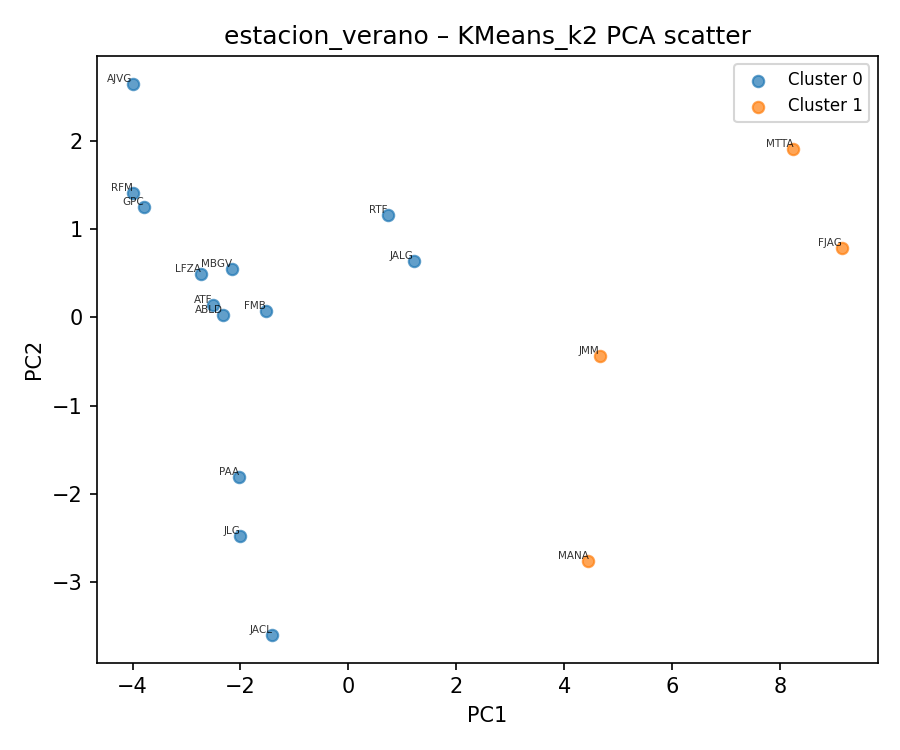 estacion_verano – KMeans_k2 PCA scatter
Cluster 0
Cluster 1
AJVG
MTTA
RFM
GPC
RTF
FJAG
JALG
MBGV
LFZA
ATF
FMB
ABLD
JMM
PAA
JLG
MANA
JACL
2
1
0
−1
−2
−3
PC2
−4
−2
0
2
4
6
8
PC1